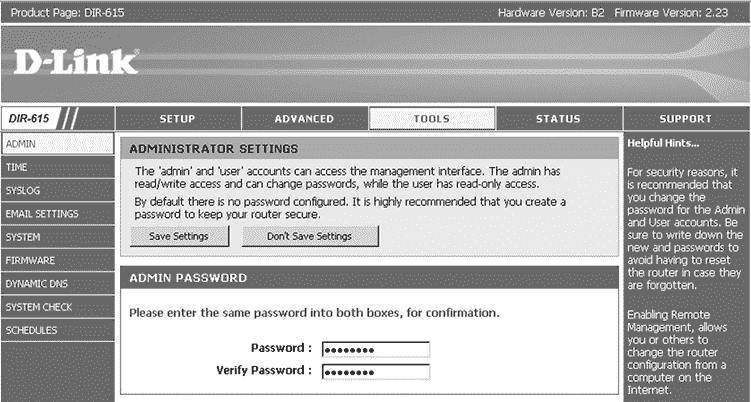 Product Page: DIR-615 Hardware Version: B2 Firmware Version: 2.23
D-Link
DIR-615 SETUP ADVANCED TOOLS STATUS SUPPORT
ADMIN
TIME
SYSLOG
EMAIL SETTINGS
SYSTEM
FIRMWARE
DYNAMIC DNS
SYSTEM CHECK
SCHEDULES
ADMINISTRATOR SETTINGS
The 'admin' and 'user' accounts can access the management interface. The admin has
read/write access and can change passwords, while the user has read-only access.
By default there is no password configured. It is highly recommended that you create a
password to keep your router secure.
Save Settings Don't Save Settings
ADMIN PASSWORD
Please enter the same password into both boxes, for confirmation.
Password : ••••••••
Verify Password : ••••••••
Helpful Hints...
For security reasons, it
is recommended that
you change the
password for the Admin
and User accounts. Be
sure to write down the
new and passwords to
avoid having to reset
the router in case they
are forgotten.
Enabling Remote
Management, allows
you or others to
change the router
configuration from a
computer on the
Internet.